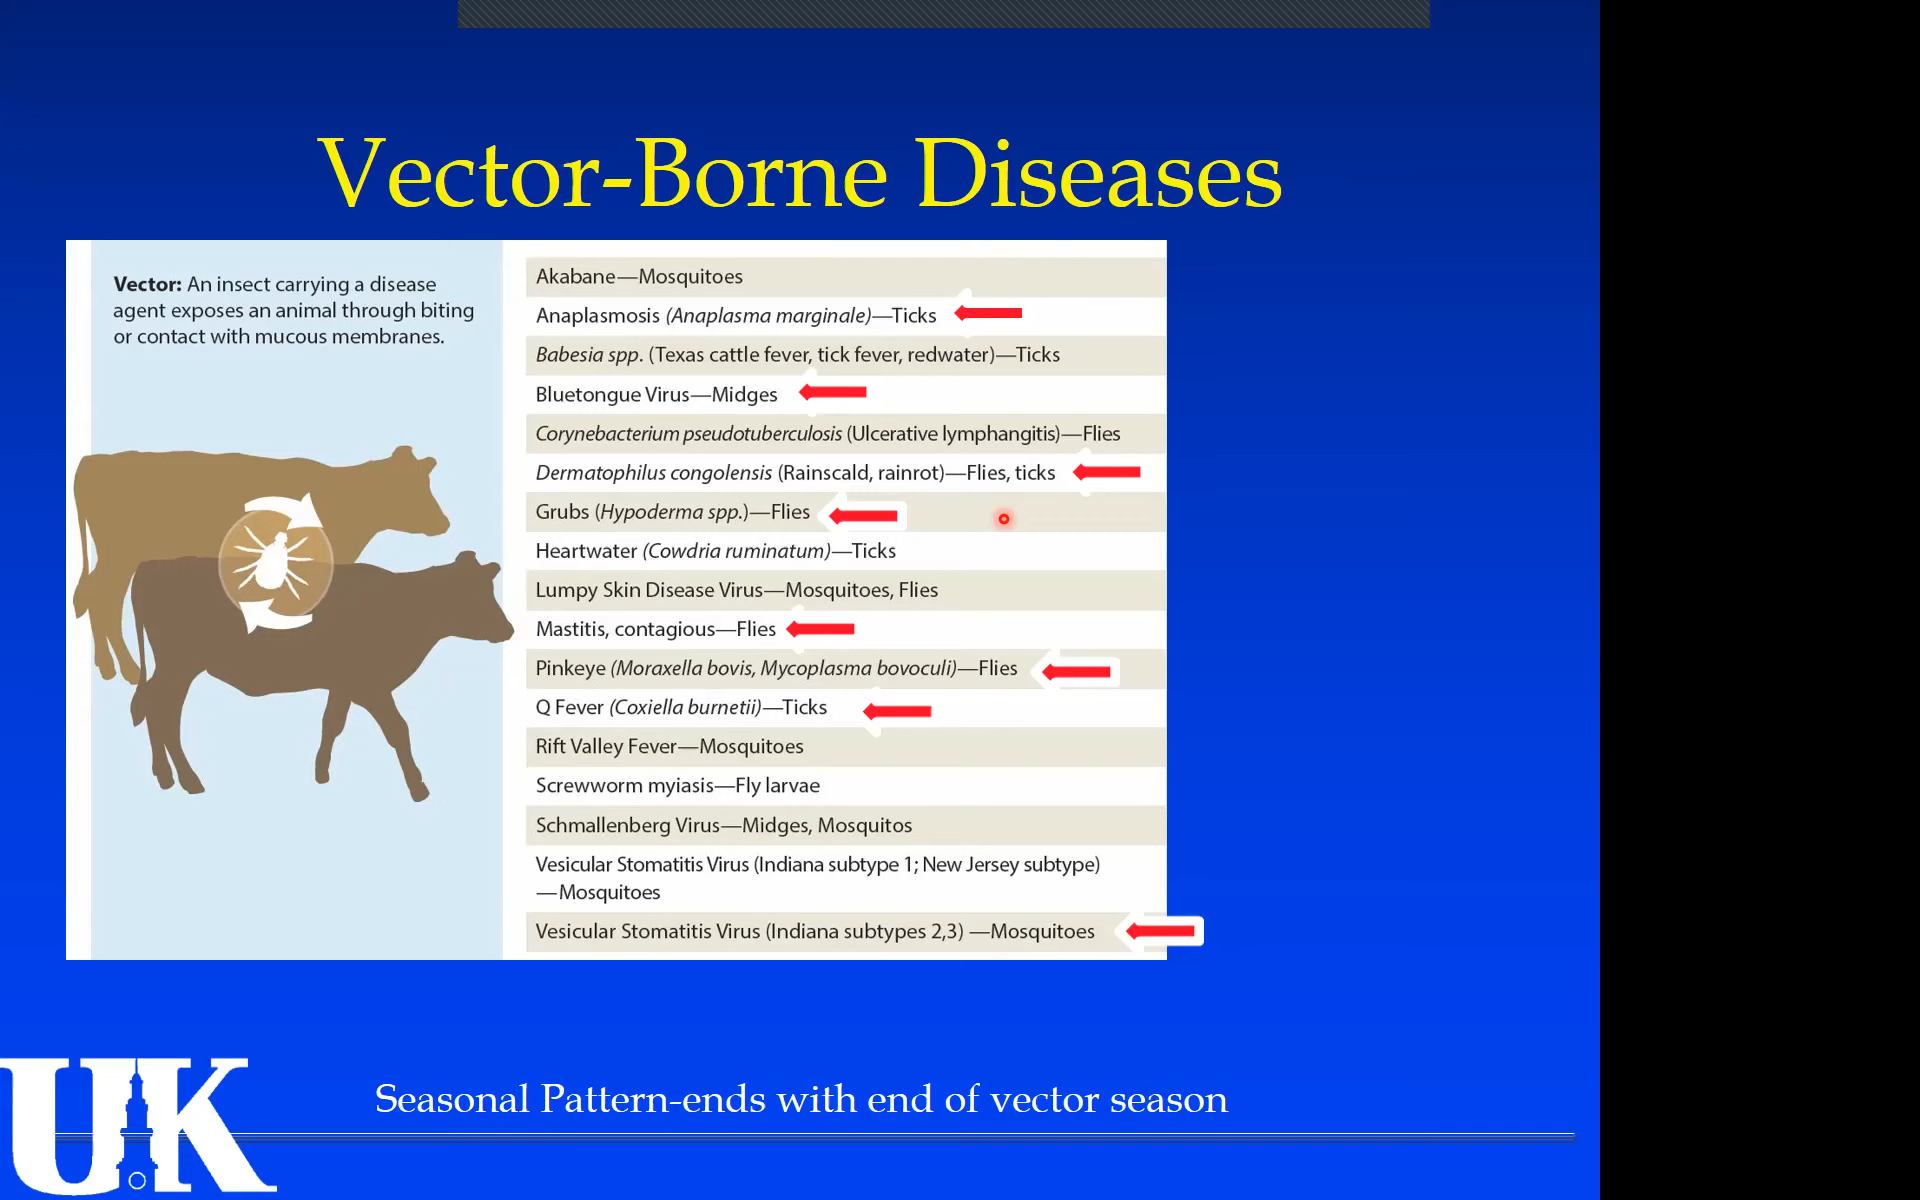 Vector-Borne Diseases
Vector: An insect carrying a disease
agent exposes an animal through biting
or contact with mucous membranes.
Akabane—Mosquitoes
Anaplasmosis (Anaplasma marginale)—Ticks
Babesia spp. (Texas cattle fever, tick fever, redwater)—Ticks
Bluetongue Virus—Midges
Corynebacterium pseudotuberculosis (Ulcerative lymphangitis)—Flies
Dermatophilus congolensis (Rainscald, rainrot)—Flies, ticks
Grubs (Hypoderma spp.)—Flies
Heartwater (Cowdria ruminatum)—Ticks
Lumpy Skin Disease Virus—Mosquitoes, Flies
Mastitis, contagious—Flies
Pinkeye (Moraxella bovis, Mycoplasma bovoculi)—Flies
Q Fever (Coxiella burnetii)—Ticks
Rift Valley Fever—Mosquitoes
Screwworm myiasis—Fly larvae
Schmallenberg Virus—Midges, Mosquitos
Vesicular Stomatitis Virus (Indiana subtype 1; New Jersey subtype)
—Mosquitoes
Vesicular Stomatitis Virus (Indiana subtypes 2,3) —Mosquitoes
UK
Seasonal Pattern-ends with end of vector season